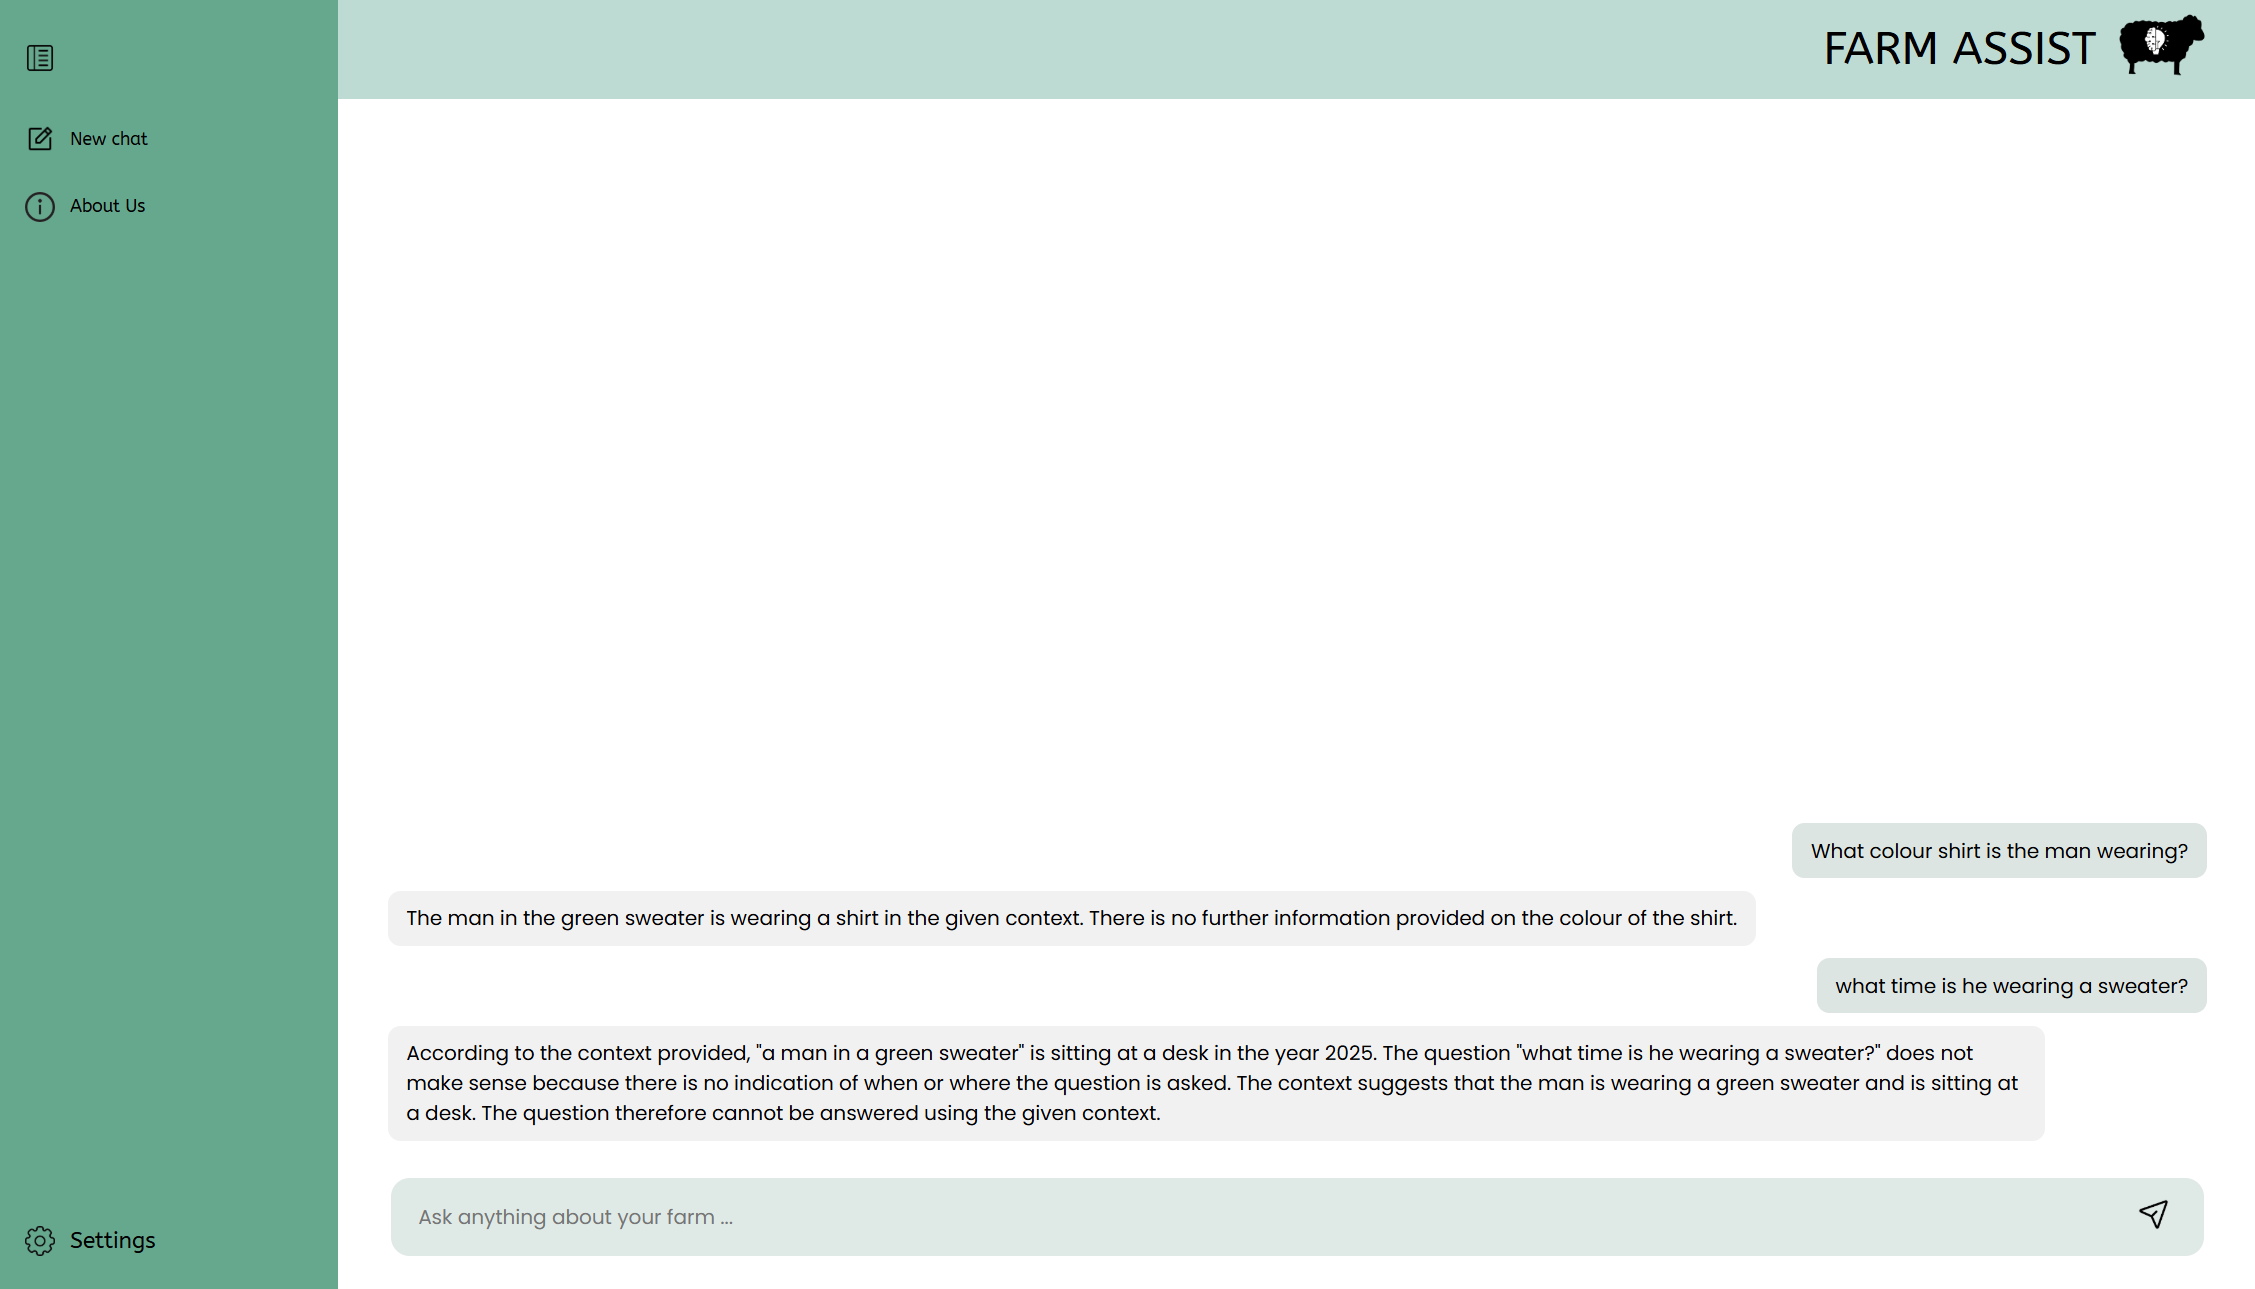 FARM ASSIST
New chat
About Us
What colour shirt is the man wearing?
The man in the green sweater is wearing a shirt in the given context. There is no further information provided on the colour of the shirt.
what time is he wearing a sweater?
According to the context provided, "a man in a green sweater" is sitting at a desk in the year 2025. The question "what time is he wearing a sweater?" does not
make sense because there is no indication of when or where the question is asked. The context suggests that the man is wearing a green sweater and is sitting at
a desk. The question therefore cannot be answered using the given context.
Ask anything about your farm ...
Settings